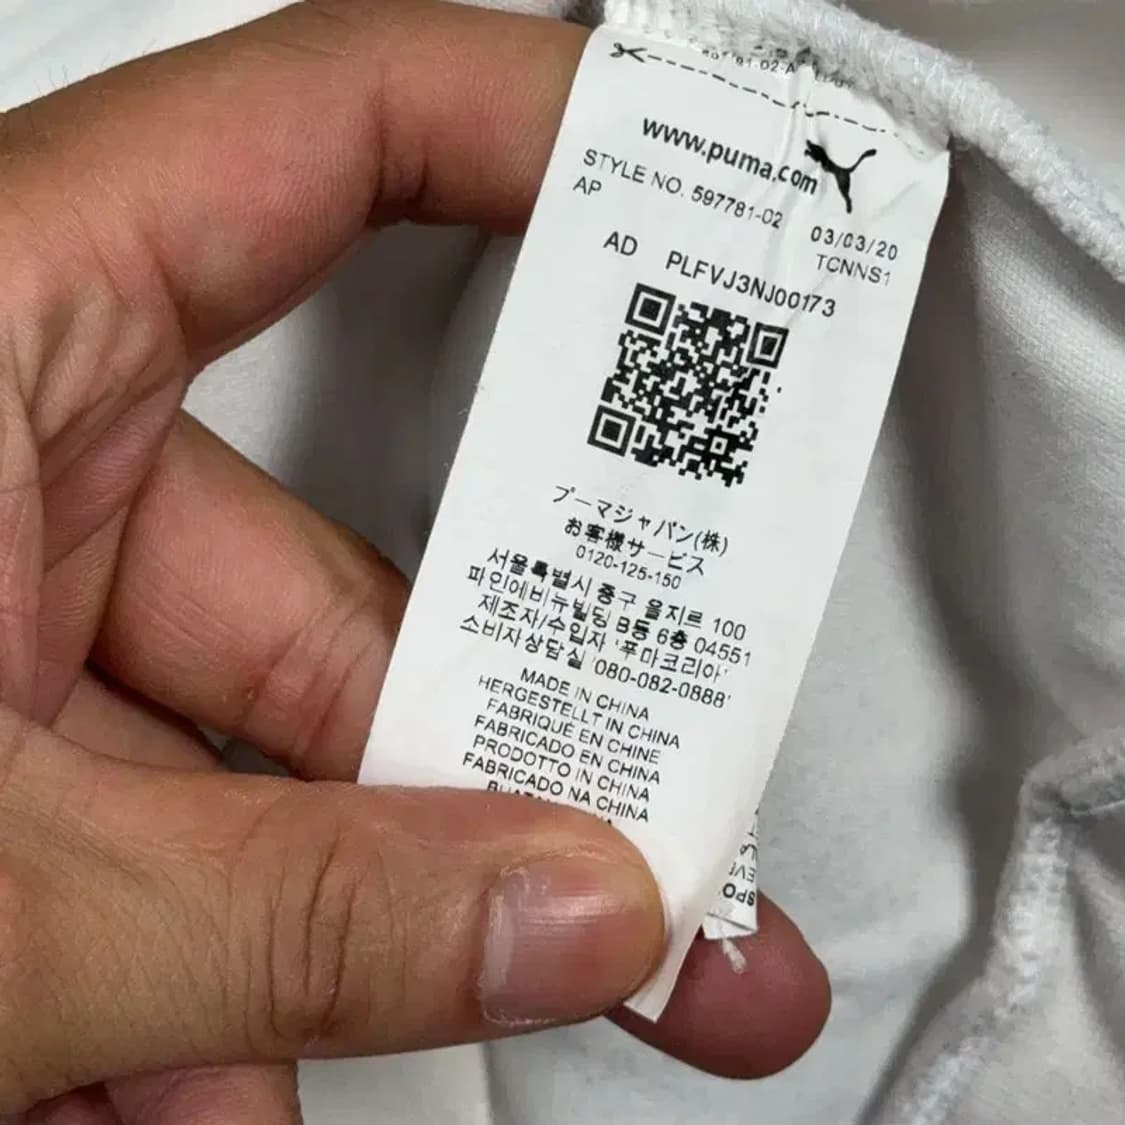 www.puma.com
STYLE NO. 597781-02
AP
03/03/20
TCNNS1
AD PLFVJ3NJ00173
プーマジャパン(株)
お客様サービス
0120-125-150
서울특별시 중구 을지르 100
파인에비뉴빌딩 B동 6층 04551
제조자/수입자 '푸마코리아'
소비자상담실 '080-082-0888'
MADE IN CHINA
HERGESTELLT IN CHINA
FABRIQUÉ EN CHINE
FABRICADO EN CHINA
PRODOTTO IN CHINA
FABRICADO NA CHINA